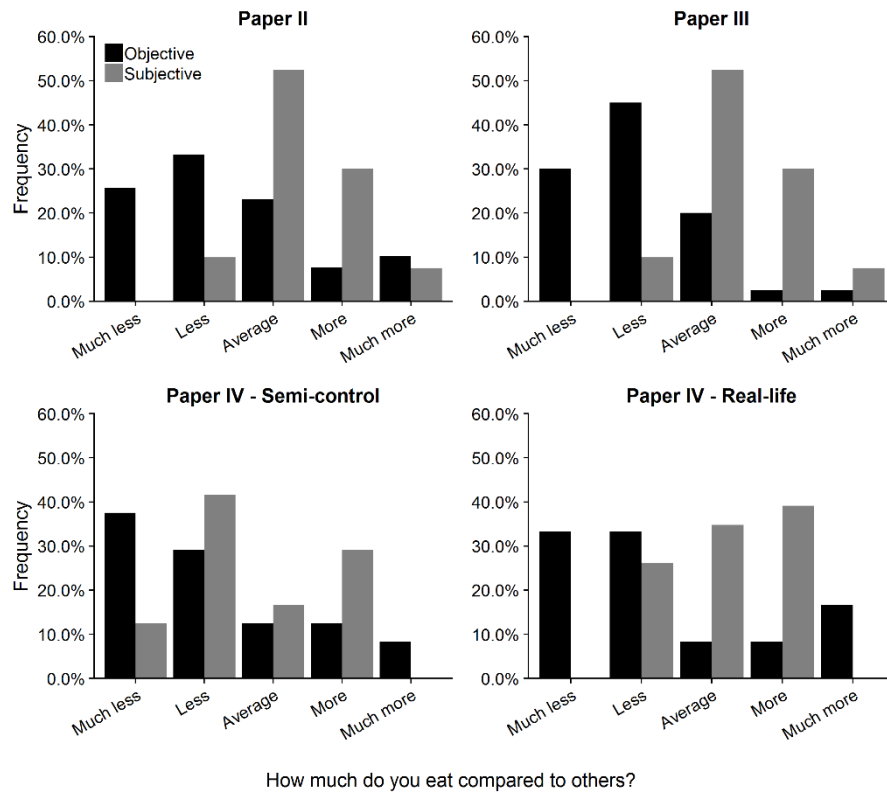 Paper II
60.0%
50.0%
40.0%
30.0%
20.0%
10.0%
0.0%
Frequency
Objective
Subjective
Much less
Less
Average
More
Much more
Paper III
60.0%
50.0%
40.0%
30.0%
20.0%
10.0%
0.0%
Much less
Less
Average
More
Much more
Paper IV - Semi-control
60.0%
50.0%
40.0%
30.0%
20.0%
10.0%
0.0%
Frequency
Much less
Less
Average
More
Much more
Paper IV - Real-life
60.0%
50.0%
40.0%
30.0%
20.0%
10.0%
0.0%
Much less
Less
Average
More
Much more
How much do you eat compared to others?